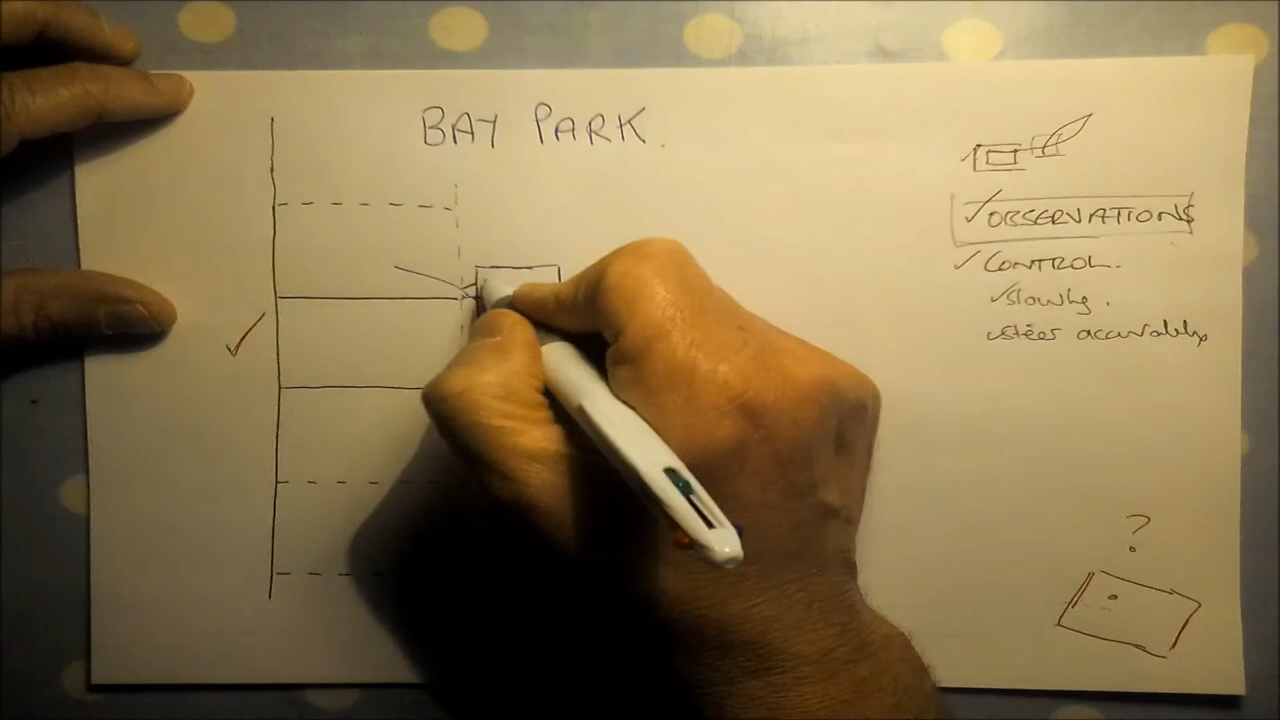 BAY PARK.
OBSERVATIONS
CONTROL.
slowly.
steer accurately
?